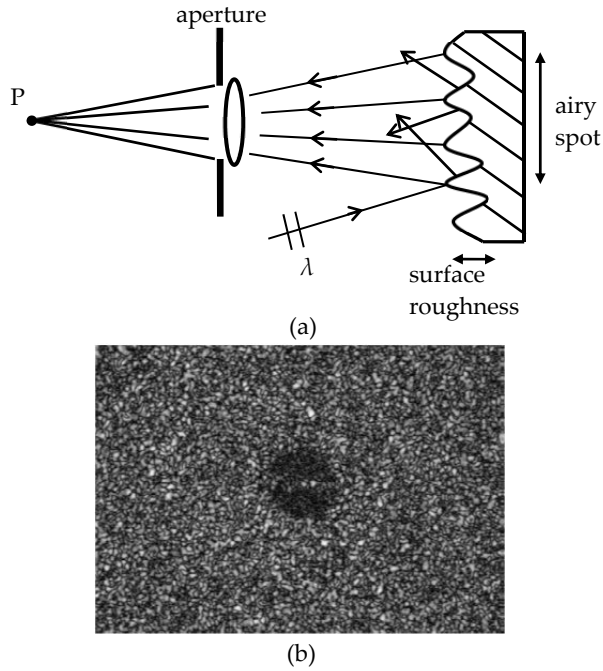 aperture
P
airy
spot
λ
surface
roughness
(a)
(b)